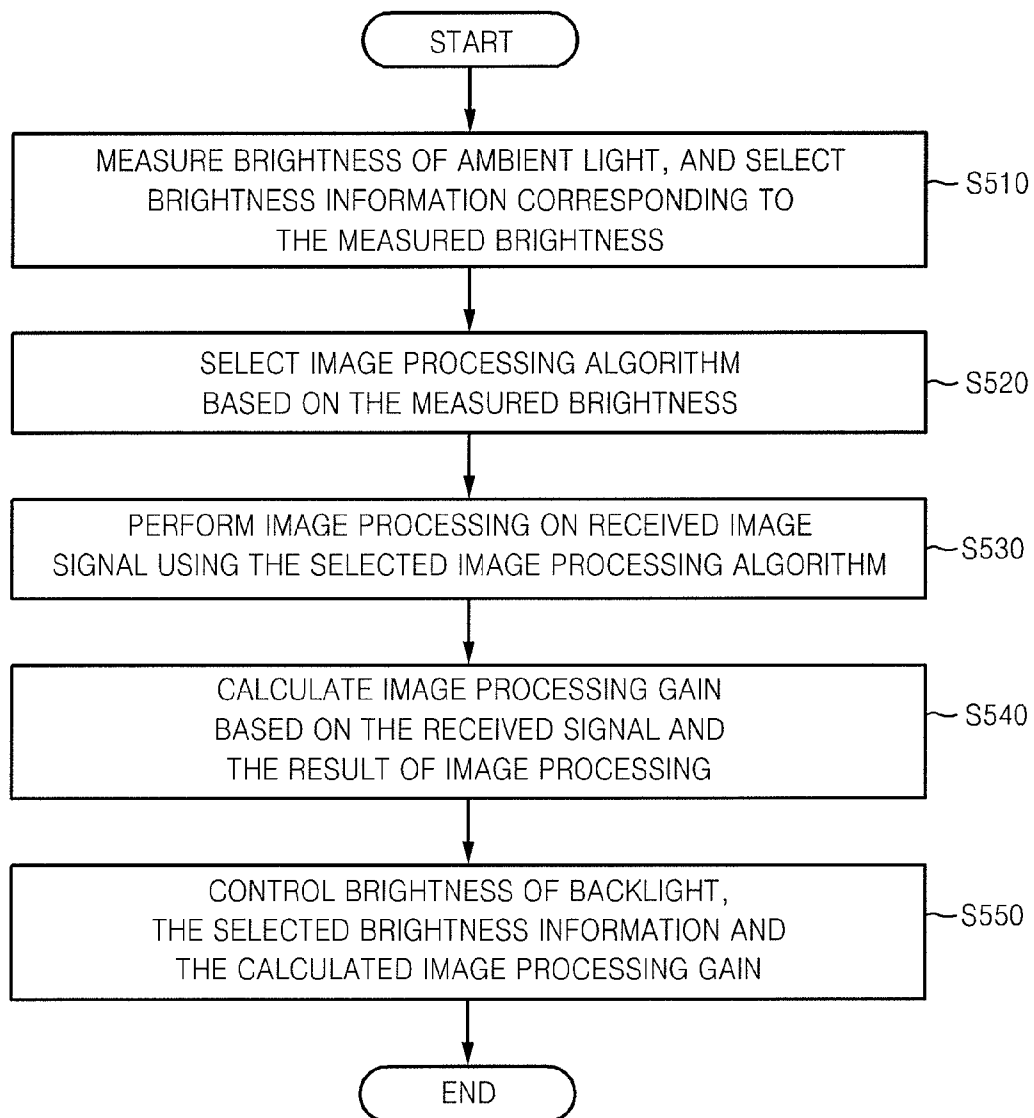 START
MEASURE BRIGHTNESS OF AMBIENT LIGHT, AND SELECT
BRIGHTNESS INFORMATION CORRESPONDING TO
THE MEASURED BRIGHTNESS
S510
SELECT IMAGE PROCESSING ALGORITHM
BASED ON THE MEASURED BRIGHTNESS
S520
PERFORM IMAGE PROCESSING ON RECEIVED IMAGE
SIGNAL USING THE SELECTED IMAGE PROCESSING ALGORITHM
S530
CALCULATE IMAGE PROCESSING GAIN
BASED ON THE RECEIVED SIGNAL AND
THE RESULT OF IMAGE PROCESSING
S540
CONTROL BRIGHTNESS OF BACKLIGHT,
THE SELECTED BRIGHTNESS INFORMATION AND
THE CALCULATED IMAGE PROCESSING GAIN
S550
END